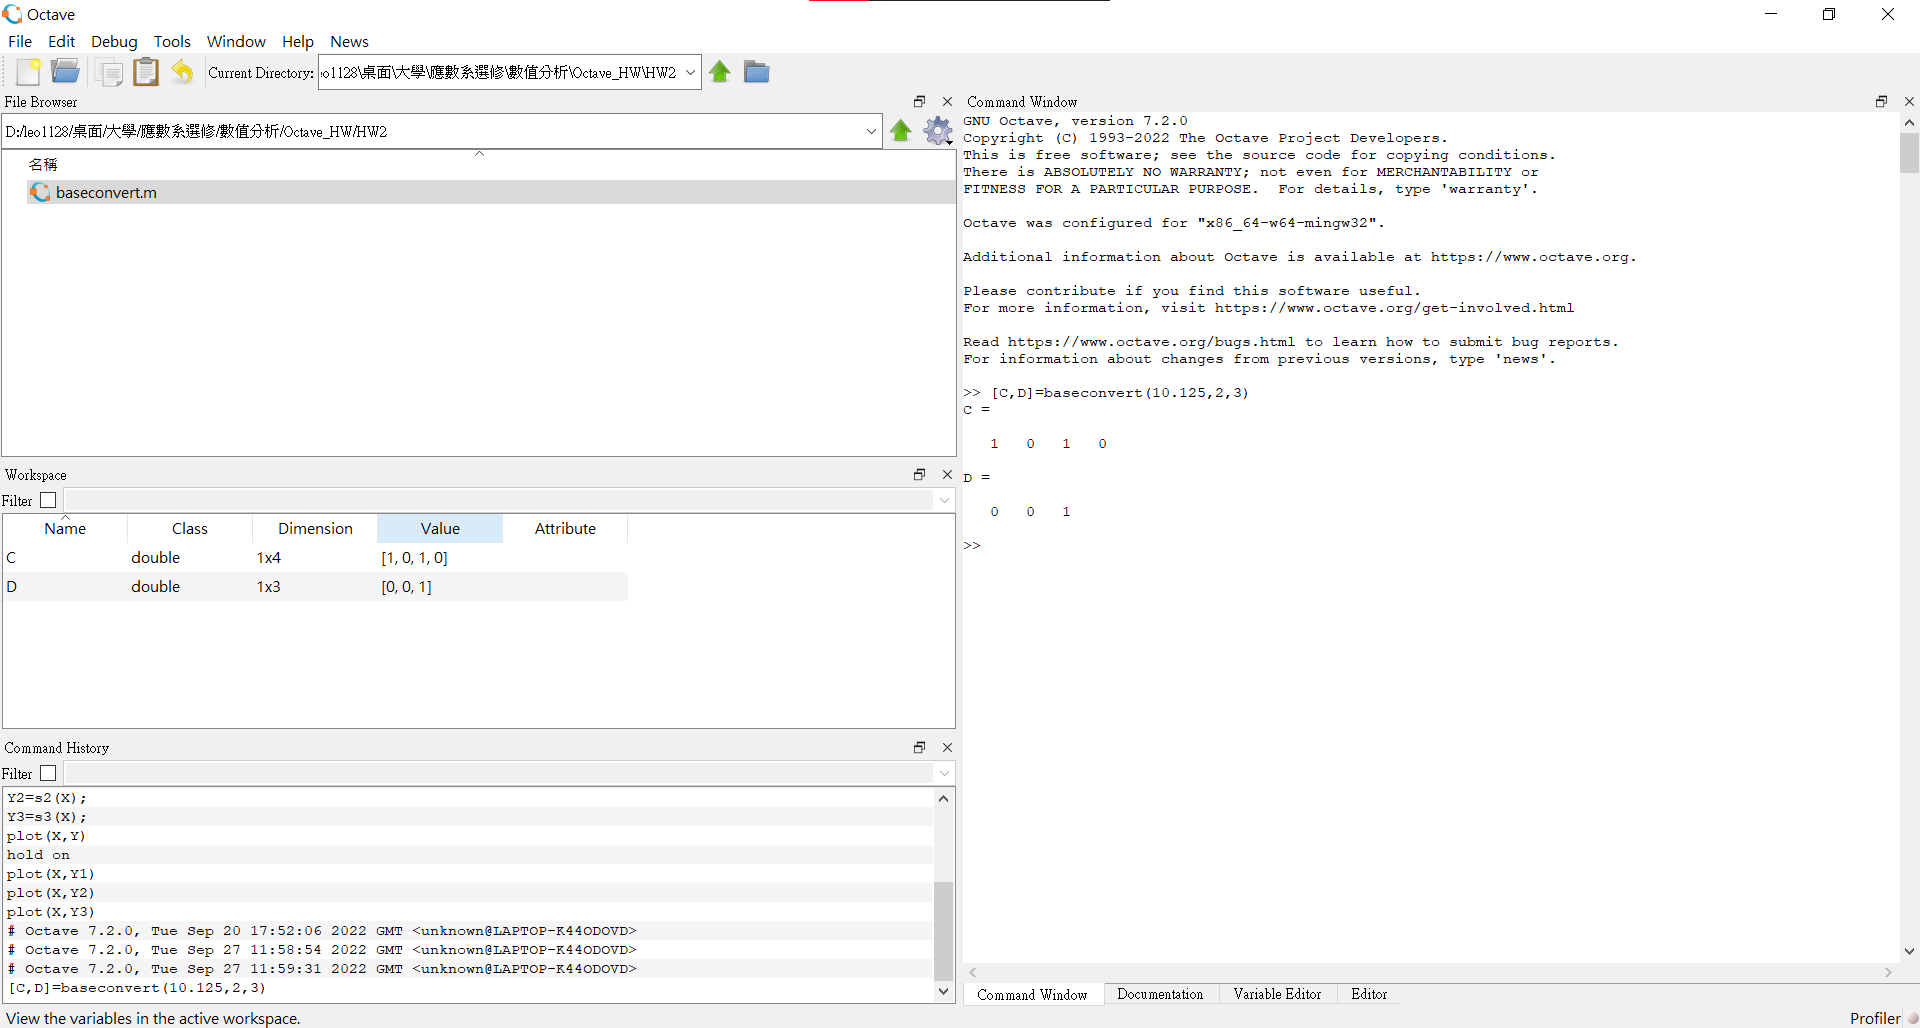 Octave
File Edit Debug Tools Window Help News
Current Directory: io1128\桌面\大學\應數系選修\數值分析\Octave_HW\HW2
File Browser
D:/leo1128/桌面/大學/應數系選修/數值分析/Octave_HW/HW2
名稱
baseconvert.m
Workspace
Filter
Name Class Dimension Value Attribute
C double 1x4 [1, 0, 1, 0]
D double 1x3 [0, 0, 1]
Command History
Filter
Y2=s2(X);
Y3=s3(X);
plot(X,Y)
hold on
plot(X,Y1)
plot(X,Y2)
plot(X,Y3)
# Octave 7.2.0, Tue Sep 20 17:52:06 2022 GMT <unknown@LAPTOP-K44ODOVD>
# Octave 7.2.0, Tue Sep 27 11:58:54 2022 GMT <unknown@LAPTOP-K44ODOVD>
# Octave 7.2.0, Tue Sep 27 11:59:31 2022 GMT <unknown@LAPTOP-K44ODOVD>
[C,D]=baseconvert(10.125,2,3)
Command Window
GNU Octave, version 7.2.0
Copyright (C) 1993-2022 The Octave Project Developers.
This is free software; see the source code for copying conditions.
There is ABSOLUTELY NO WARRANTY; not even for MERCHANTABILITY or
FITNESS FOR A PARTICULAR PURPOSE.  For details, type 'warranty'.
Octave was configured for "x86_64-w64-mingw32".
Additional information about Octave is available at https://www.octave.org.
Please contribute if you find this software useful.
For more information, visit https://www.octave.org/get-involved.html
Read https://www.octave.org/bugs.html to learn how to submit bug reports.
For information about changes from previous versions, type 'news'.
>> [C,D]=baseconvert(10.125,2,3)
C =
1 0 1 0
D =
0 0 1
>>
Command Window Documentation Variable Editor Editor
View the variables in the active workspace.
Profiler